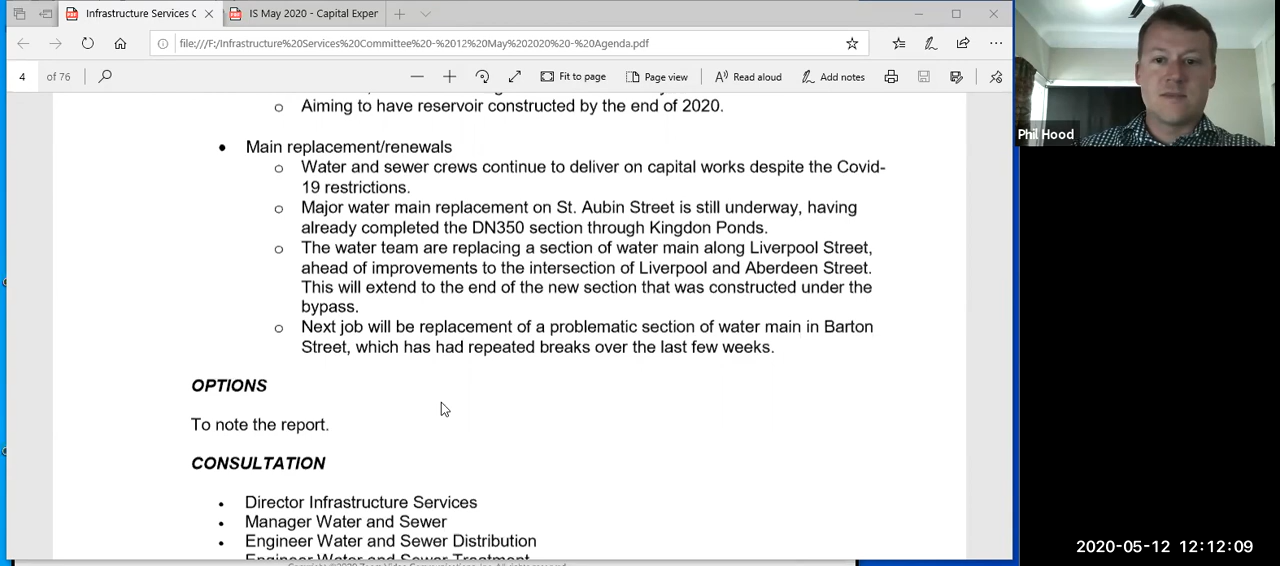 Infrastructure Services C
IS May 2020 - Capital Exper
file:///F:/Infrastructure%20Services%20Committee%20-%2012%20May%202020%20-%20Agenda.pdf
4 of 76
Fit to page
Page view
Read aloud
Add notes
Aiming to have reservoir constructed by the end of 2020.
Main replacement/renewals
Water and sewer crews continue to deliver on capital works despite the Covid-
19 restrictions.
Major water main replacement on St. Aubin Street is still underway, having
already completed the DN350 section through Kingdon Ponds.
The water team are replacing a section of water main along Liverpool Street,
ahead of improvements to the intersection of Liverpool and Aberdeen Street.
This will extend to the end of the new section that was constructed under the
bypass.
Next job will be replacement of a problematic section of water main in Barton
Street, which has had repeated breaks over the last few weeks.
OPTIONS
To note the report.
CONSULTATION
Director Infrastructure Services
Manager Water and Sewer
Engineer Water and Sewer Distribution
Engineer Water and Sewer Treatment
Phil Hood
2020-05-12 12:12:09